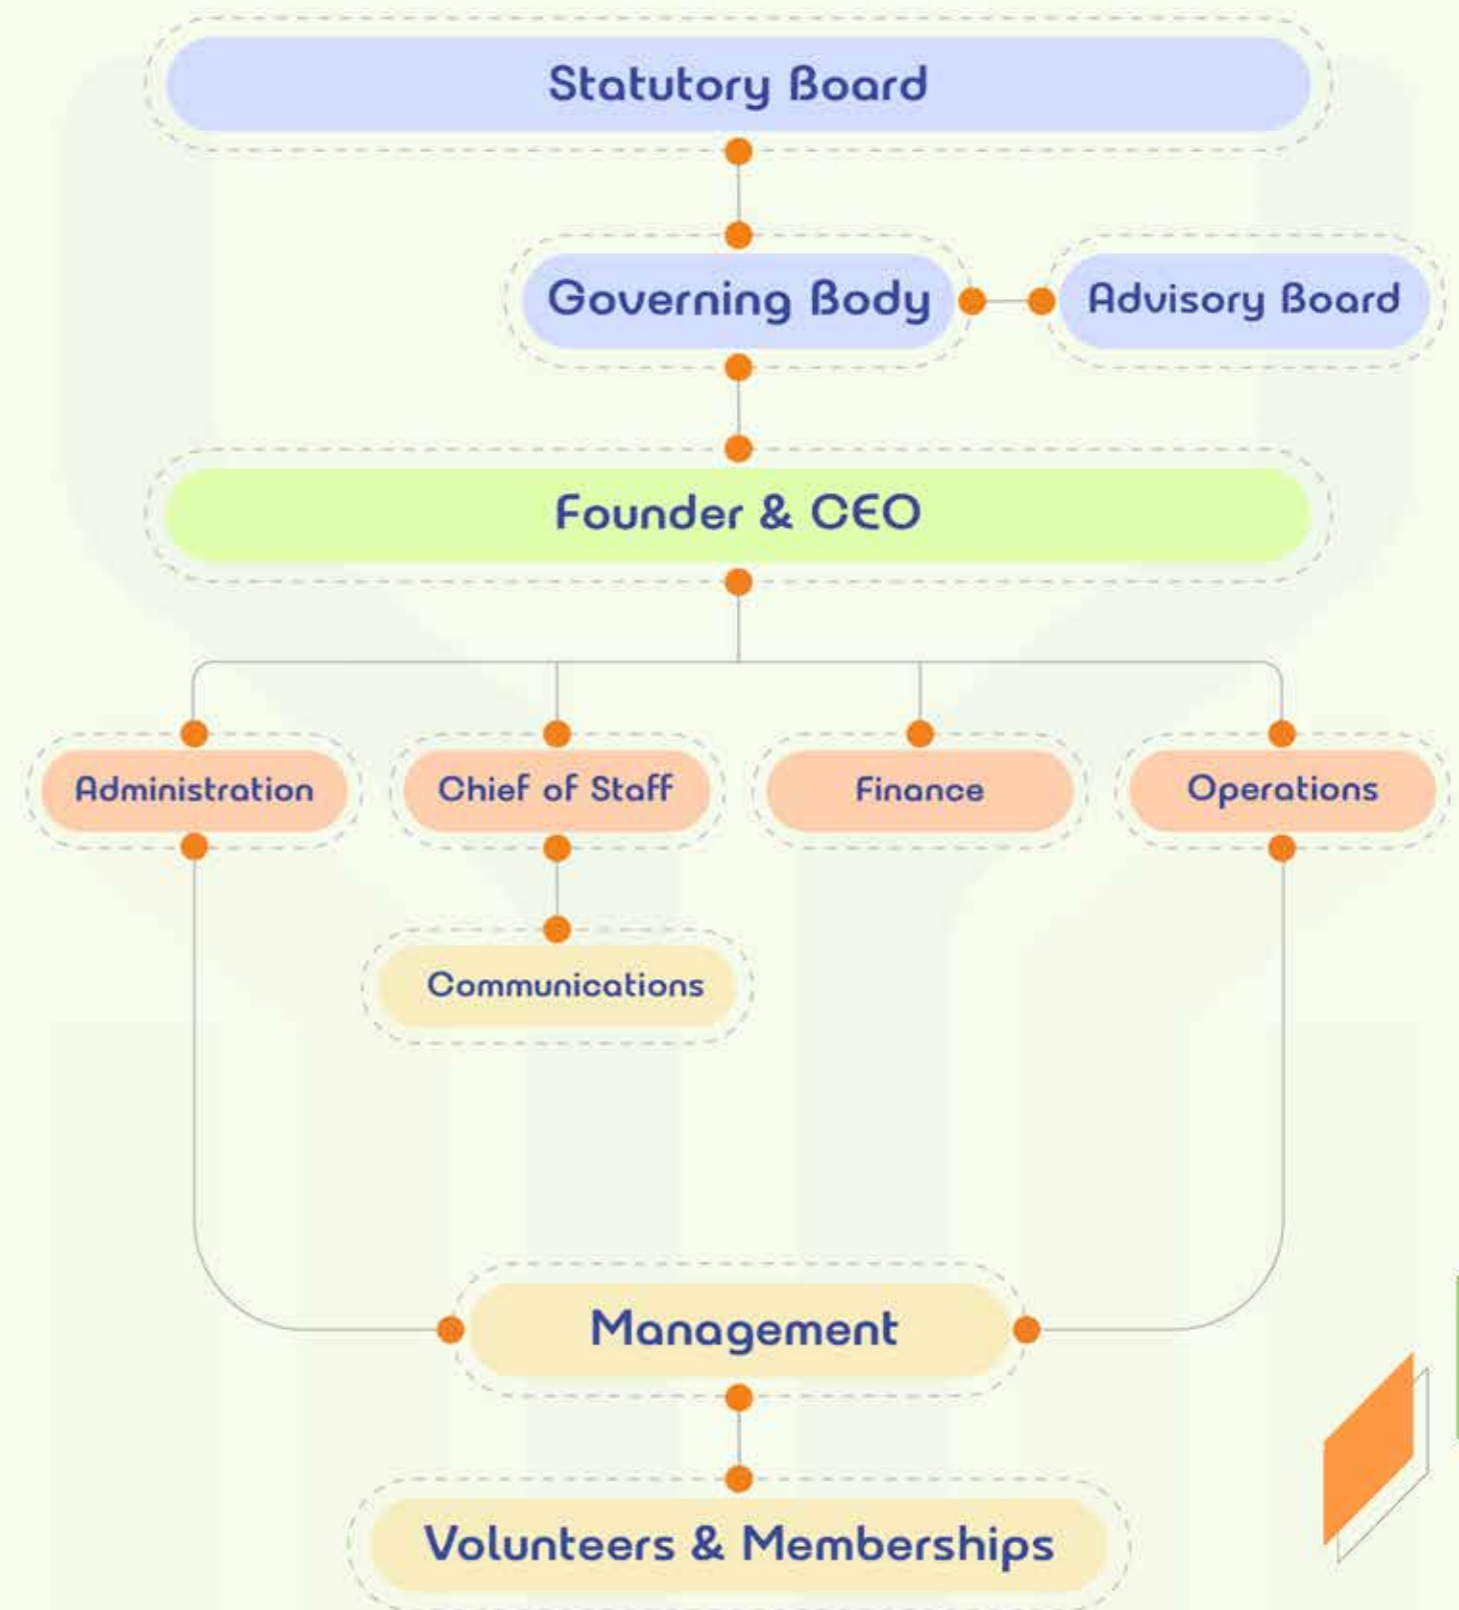 Statutory Board
Governing Body
Advisory Board
Founder & CEO
Administration
Chief of Staff
Finance
Operations
Communications
Management
Volunteers & Memberships